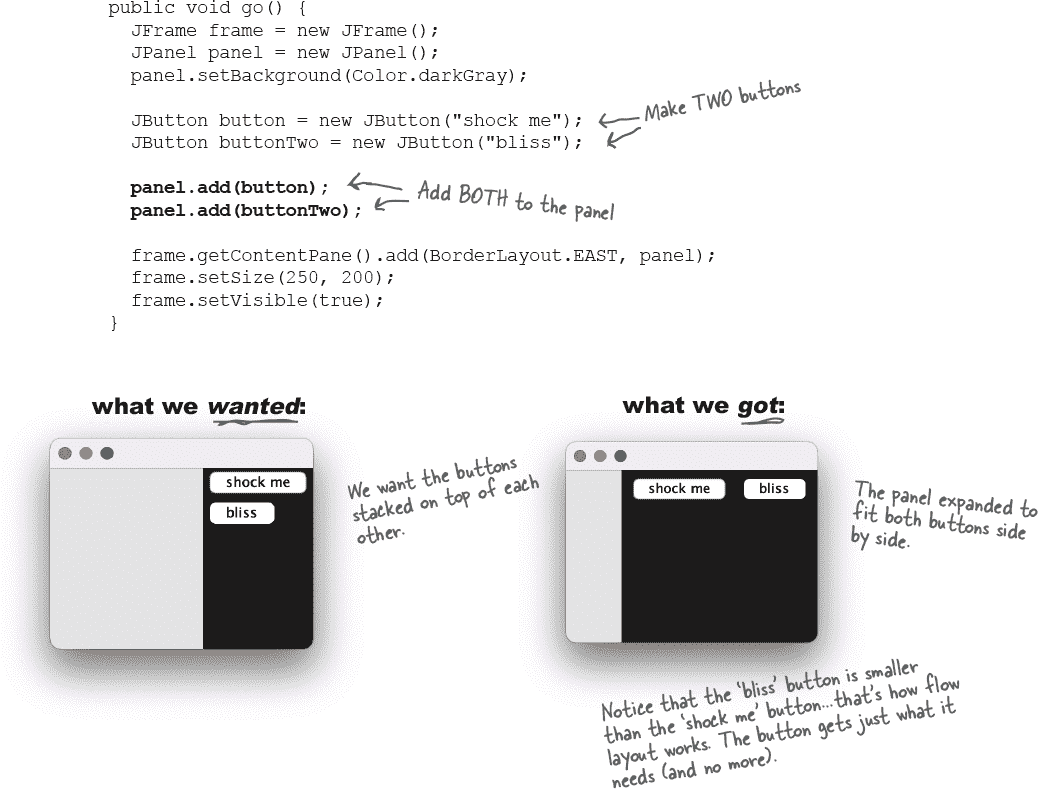 public void go() {
JFrame frame = new JFrame();
JPanel panel = new JPanel();
panel.setBackground(Color.darkGray);
JButton button = new JButton("shock me");
JButton buttonTwo = new JButton("bliss");
Make TWO buttons
panel.add(button);
panel.add(buttonTwo);
Add BOTH to the panel
frame.getContentPane().add(BorderLayout.EAST, panel);
frame.setSize(250, 200);
frame.setVisible(true);
}
what we wanted:
shock me
bliss
We want the buttons
stacked on top of each
other.
what we got:
shock me
bliss
The panel expanded to
fit both buttons side
by side.
Notice that the ‘bliss’ button is smaller
than the ‘shock me’ button...that’s how flow
layout works. The button gets just what it
needs (and no more).